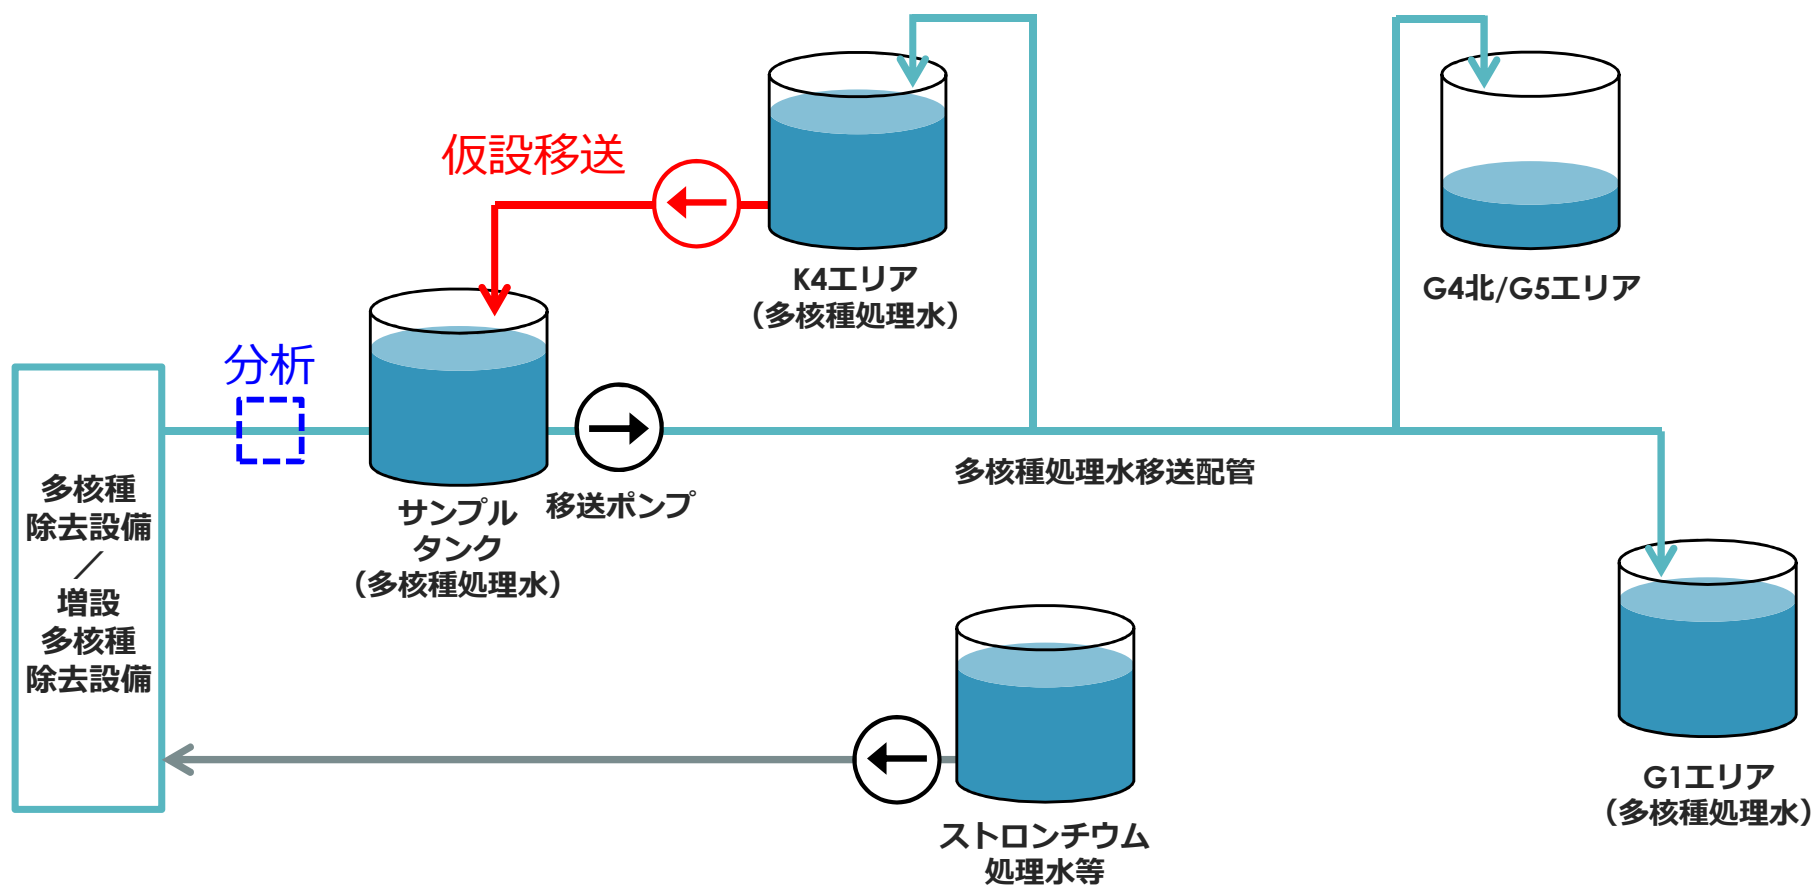 仮設移送
K4エリア
（多核種処理水）
G4北/G5エリア
分析
多核種
除去設備
／
増設
多核種
除去設備
サンプル
タンク
（多核種処理水）
移送ポンプ
多核種処理水移送配管
ストロンチウム
処理水等
G1エリア
（多核種処理水）